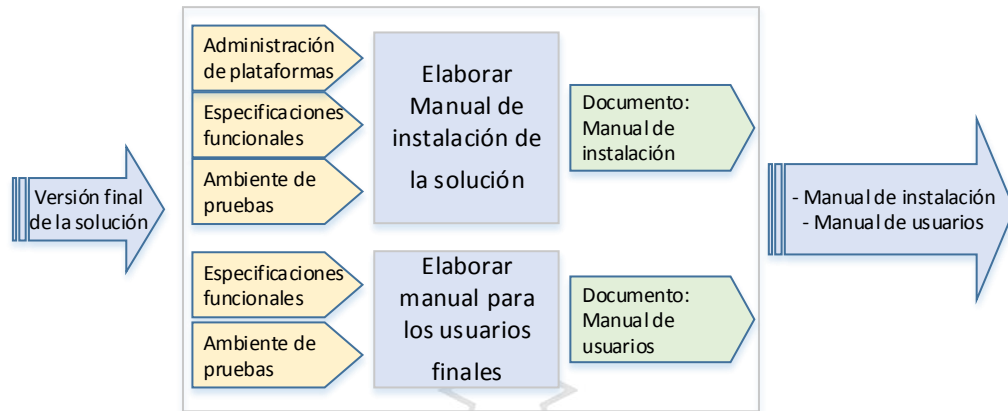 Versión final
de la solución
Administración
de plataformas
Especificaciones
funcionales
Ambiente de
pruebas
Elaborar
Manual de
instalación de
la solución
Documento:
Manual de
instalación
Especificaciones
funcionales
Ambiente de
pruebas
Elaborar
manual para
los usuarios
finales
Documento:
Manual de
usuarios
- Manual de instalación
- Manual de usuarios